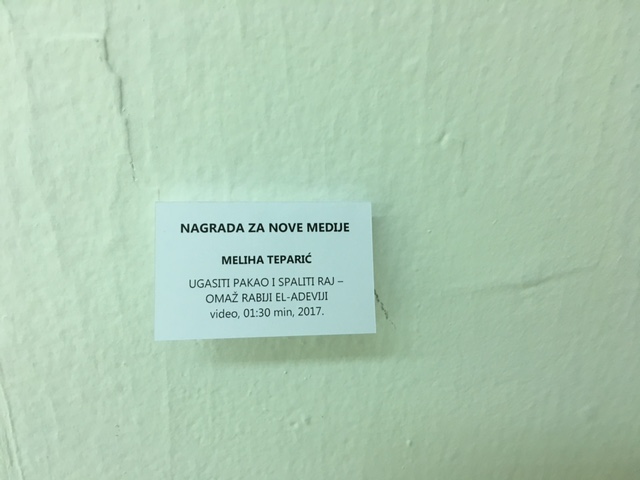 NAGRADA ZA NOVE MEDIJE
MELIHA TEPARIĆ
UGASITI PAKAO I SPALITI RAJ –
OMAŽ RABIJI EL-ADEVIJI
video, 01:30 min, 2017.